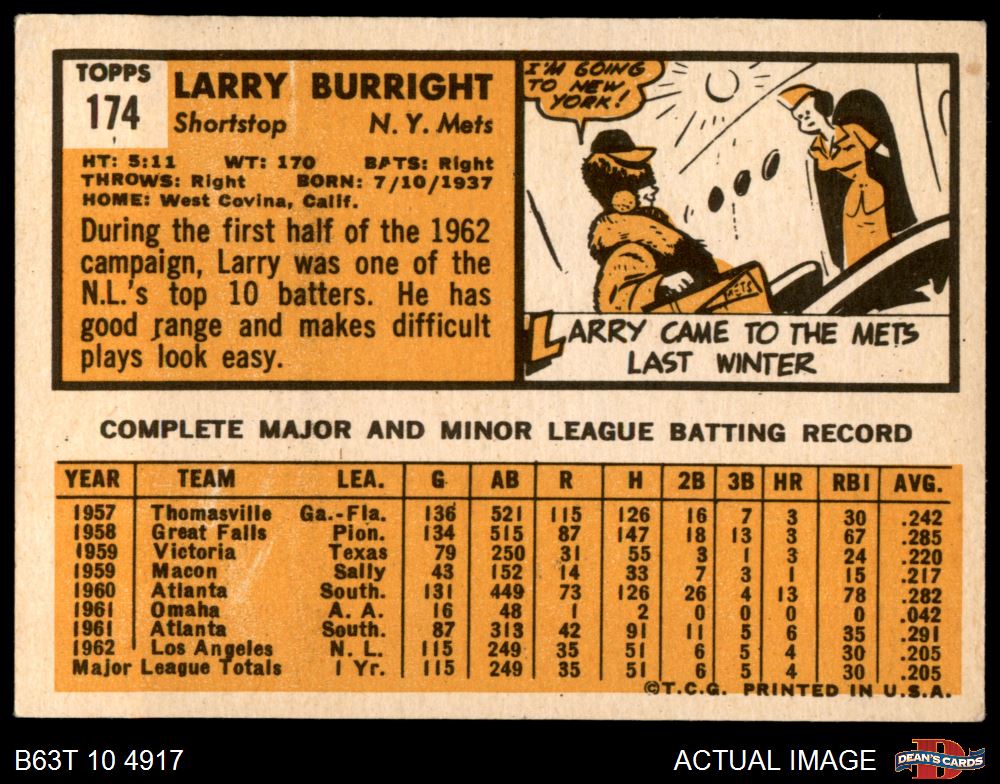 TOPPS
174
LARRY BURRIGHT
Shortstop N. Y. Mets
HT: 5:11 WT: 170 BATS: Right
THROWS: Right BORN: 7/10/1937
HOME: West Covina, Calif.
During the first half of the 1962
campaign, Larry was one of the
N.L.'s top 10 batters. He has
good range and makes difficult
plays look easy.
I'M GOING
TO NEW
YORK!
METS
LARRY CAME TO THE METS
LAST WINTER
COMPLETE MAJOR AND MINOR LEAGUE BATTING RECORD
YEAR TEAM LEA. G AB R H 2B 3B HR RBI AVG.
1957 Thomasville Ga.-Fla. 136 521 115 126 16 7 3 30 .242
1958 Great Falls Pion. 134 515 87 147 18 13 3 67 .285
1959 Victoria Texas 79 250 31 55 3 1 3 24 .220
1959 Macon Sally 43 152 14 33 7 3 1 15 .217
1960 Atlanta South. 131 449 73 126 26 4 13 78 .282
1961 Omaha A. A. 16 48 1 2 0 0 0 0 .042
1961 Atlanta South. 87 313 42 91 11 5 6 35 .291
1962 Los Angeles N. L. 115 249 35 51 6 5 4 30 .205
Major League Totals 1 Yr. 115 249 35 51 6 5 4 30 .205
©T.C.G. PRINTED IN U.S.A.
B63T 10 4917 ACTUAL IMAGE
D
DEAN'S CARDS